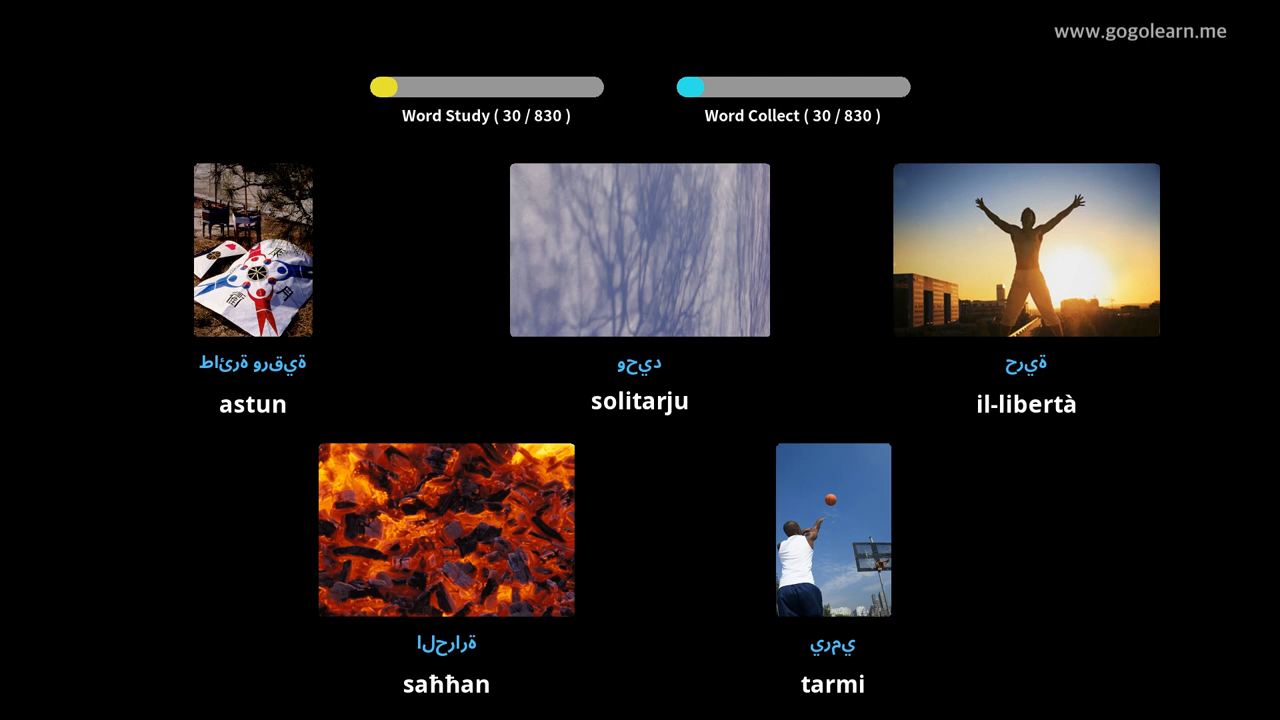 www.gogolearn.me
Word Study ( 30 / 830 )
Word Collect ( 30 / 830 )
طائرة ورقية
astun
وحيد
solitarju
حرية
il-libertà
الحرارة
saħħan
يرمي
tarmi